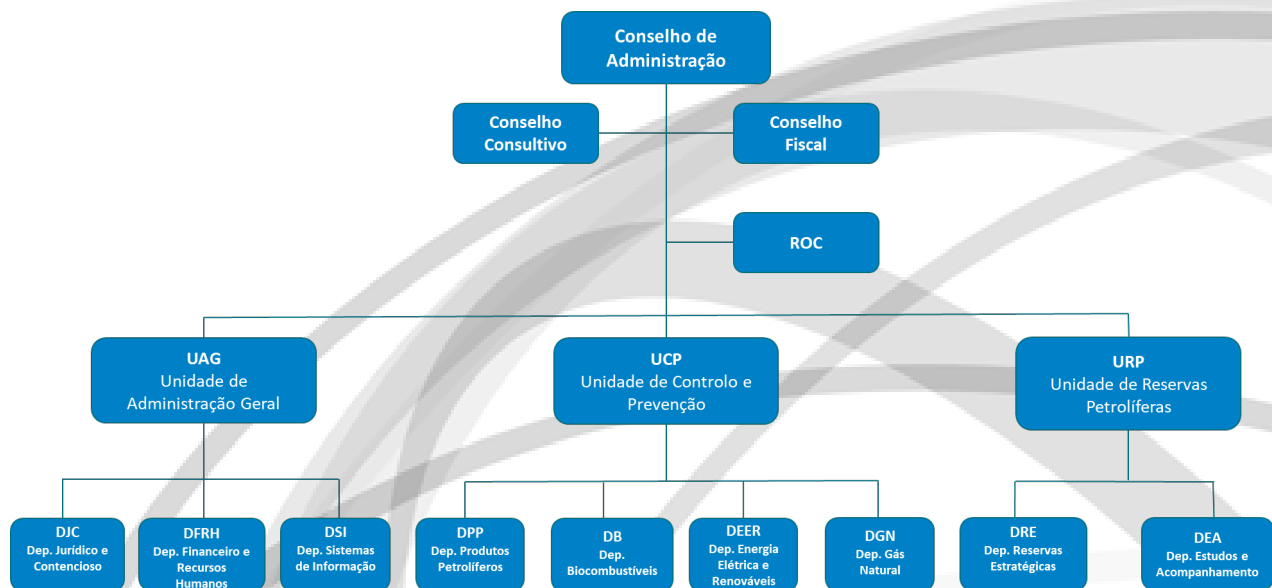 Conselho de
Administração
Conselho
Consultivo
Conselho
Fiscal
ROC
UAG
Unidade de
Administração Geral
UCP
Unidade de Controlo e
Prevenção
URP
Unidade de Reservas
Petrolíferas
DJC
Dep. Jurídico e
Contencioso
DFRH
Dep. Financeiro e
Recursos
Humanos
DSI
Dep. Sistemas
de Informação
DPP
Dep. Produtos
Petrolíferos
DB
Dep.
Biocombustíveis
DEER
Dep. Energia
Elétrica e
Renováveis
DGN
Dep. Gás
Natural
DRE
Dep. Reservas
Estratégicas
DEA
Dep. Estudos e
Acompanhamento